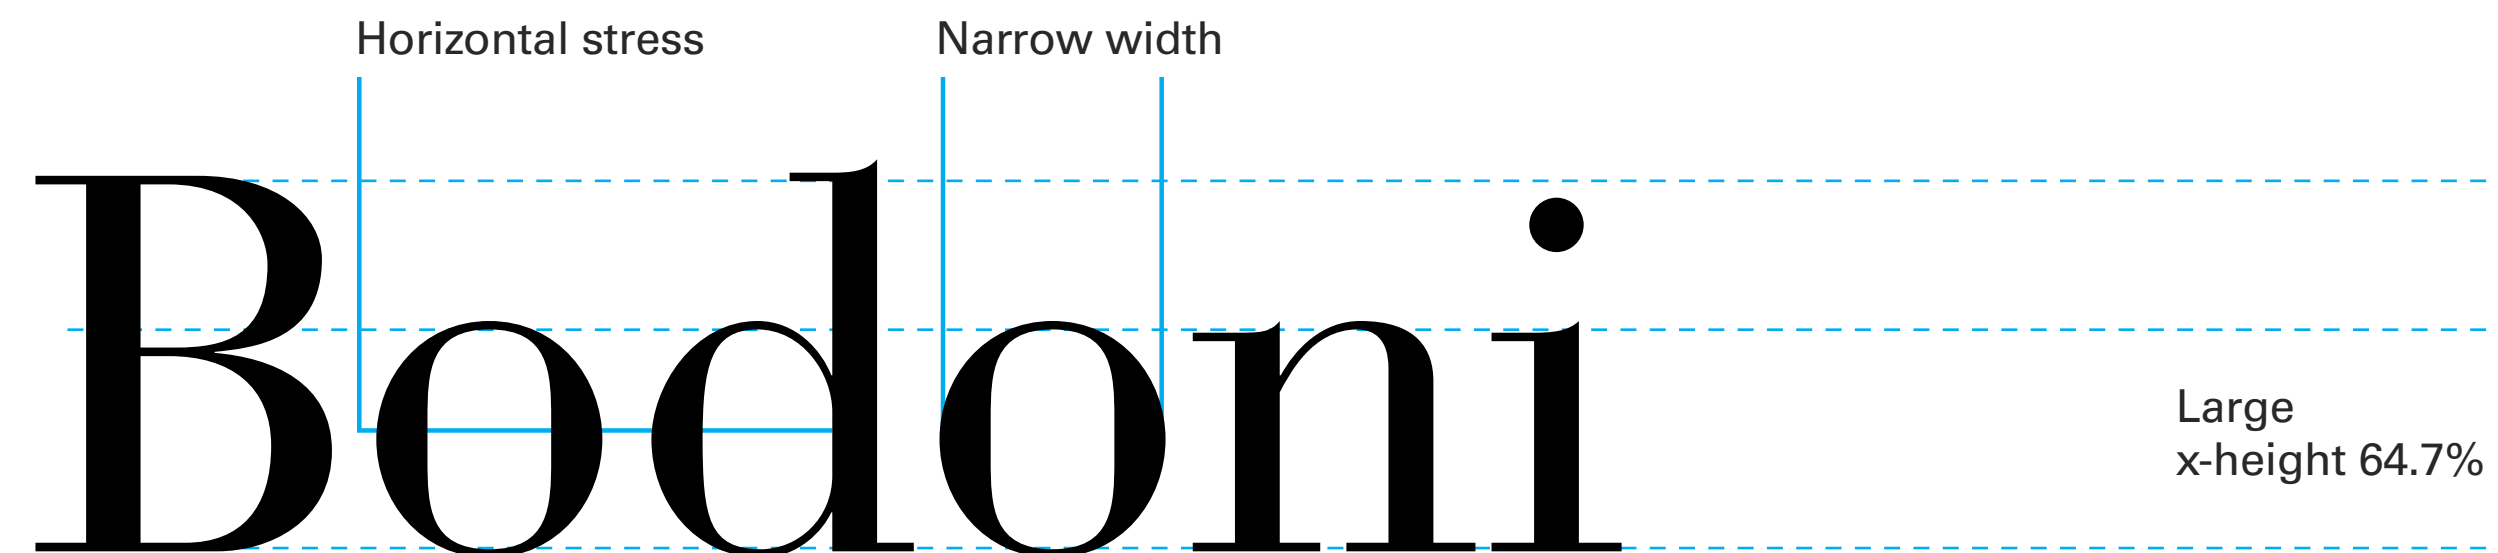 Horizontal stress
Narrow width
Bodoni
Large
x-height 64.7%